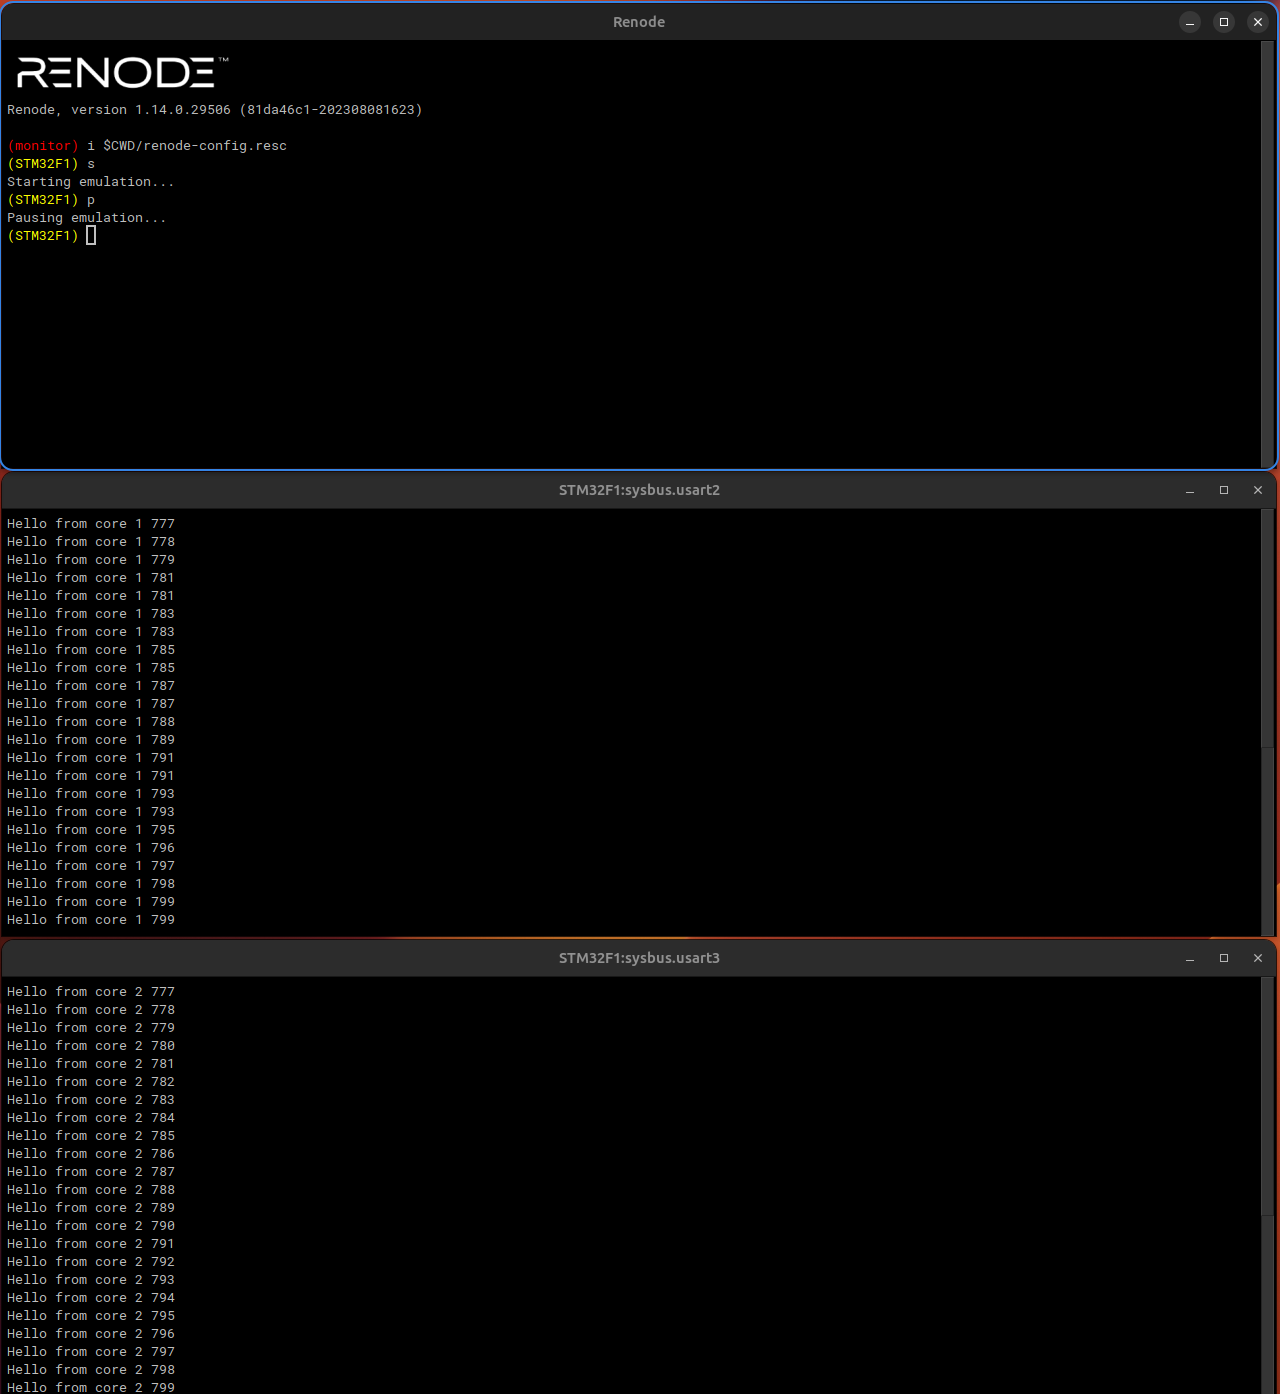 Renode
RENODE™
Renode, version 1.14.0.29506 (81da46c1-202308081623)
(monitor) i $CWD/renode-config.resc
(STM32F1) s
Starting emulation...
(STM32F1) p
Pausing emulation...
(STM32F1)
STM32F1:sysbus.usart2
Hello from core 1 777
Hello from core 1 778
Hello from core 1 779
Hello from core 1 781
Hello from core 1 781
Hello from core 1 783
Hello from core 1 783
Hello from core 1 785
Hello from core 1 785
Hello from core 1 787
Hello from core 1 787
Hello from core 1 788
Hello from core 1 789
Hello from core 1 791
Hello from core 1 791
Hello from core 1 793
Hello from core 1 793
Hello from core 1 795
Hello from core 1 796
Hello from core 1 797
Hello from core 1 798
Hello from core 1 799
Hello from core 1 799
STM32F1:sysbus.usart3
Hello from core 2 777
Hello from core 2 778
Hello from core 2 779
Hello from core 2 780
Hello from core 2 781
Hello from core 2 782
Hello from core 2 783
Hello from core 2 784
Hello from core 2 785
Hello from core 2 786
Hello from core 2 787
Hello from core 2 788
Hello from core 2 789
Hello from core 2 790
Hello from core 2 791
Hello from core 2 792
Hello from core 2 793
Hello from core 2 794
Hello from core 2 795
Hello from core 2 796
Hello from core 2 797
Hello from core 2 798
Hello from core 2 799